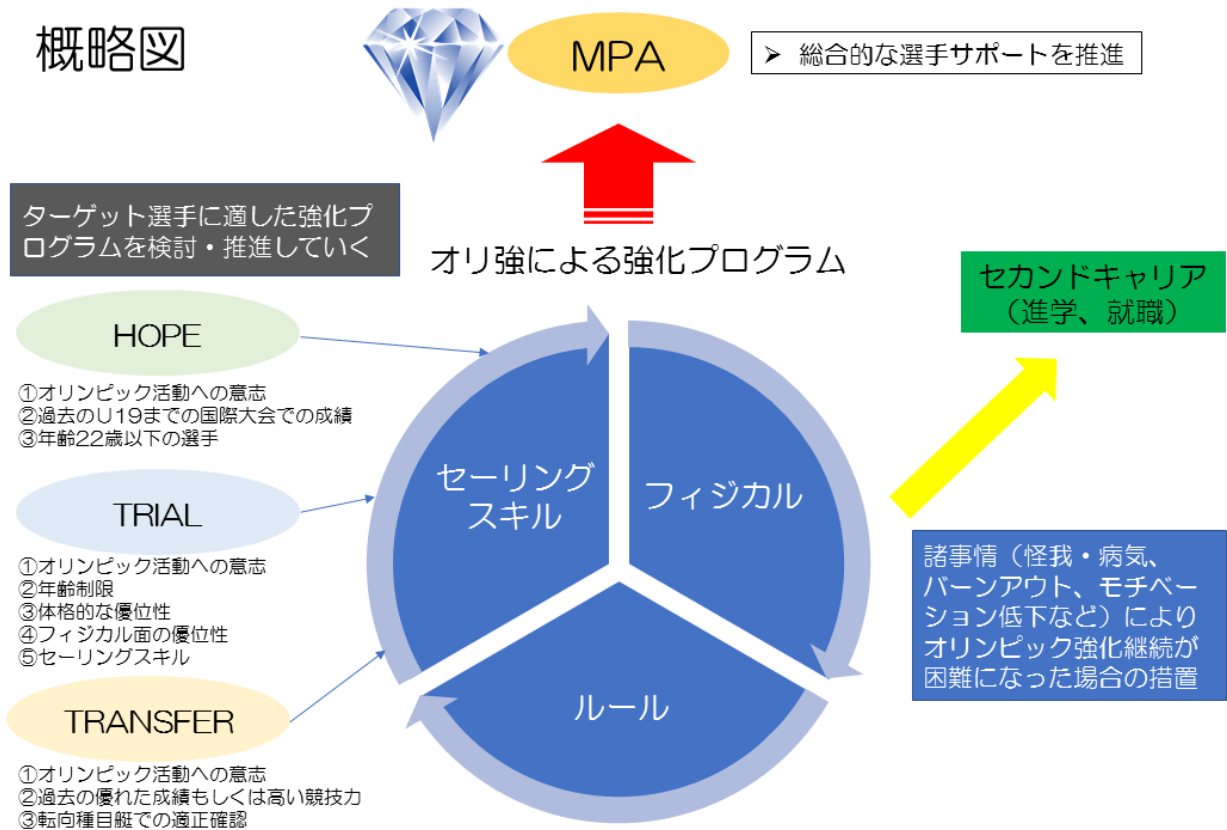 概略図
MPA
➢ 総合的な選手サポートを推進
ターゲット選手に適した強化プ
ログラムを検討・推進していく
オリ強による強化プログラム
セカンドキャリア
（進学、就職）
HOPE
①オリンピック活動への意志
②過去のU19までの国際大会での成績
③年齢22歳以下の選手
TRIAL
①オリンピック活動への意志
②年齢制限
③体格的な優位性
④フィジカル面の優位性
⑤セーリングスキル
TRANSFER
①オリンピック活動への意志
②過去の優れた成績もしくは高い競技力
③転向種目艇での適正確認
セーリング
スキル
フィジカル
ルール
諸事情（怪我・病気、
バーンアウト、モチベー
ション低下など）により
オリンピック強化継続が
困難になった場合の措置